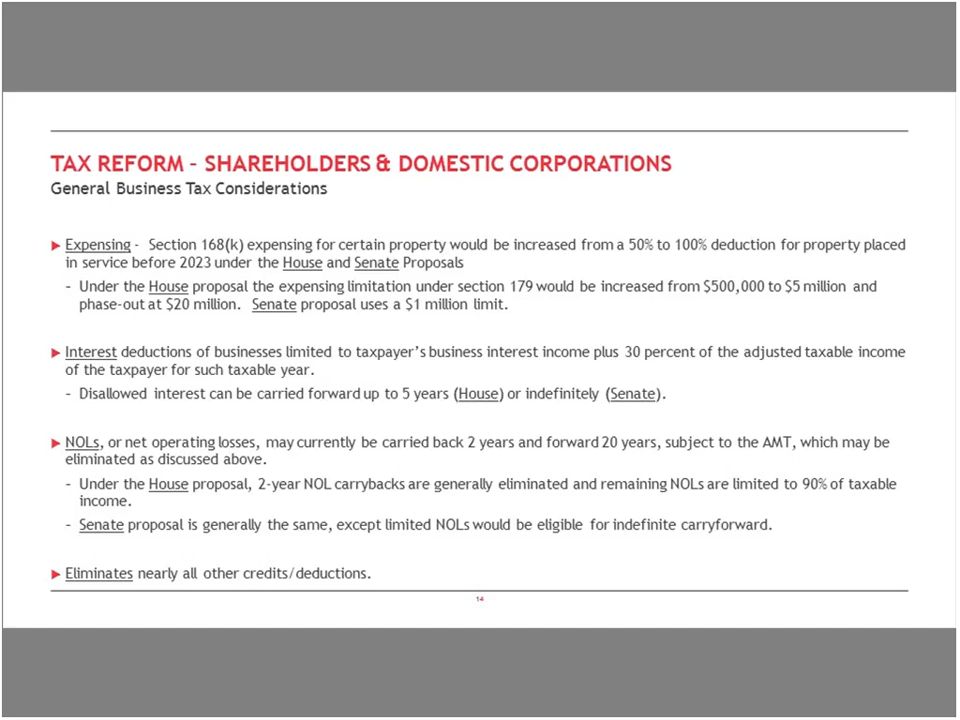 TAX REFORM – SHAREHOLDERS & DOMESTIC CORPORATIONS
General Business Tax Considerations
▶ Expensing - Section 168(k) expensing for certain property would be increased from a 50% to 100% deduction for property placed
in service before 2023 under the House and Senate Proposals
– Under the House proposal the expensing limitation under section 179 would be increased from $500,000 to $5 million and
phase-out at $20 million. Senate proposal uses a $1 million limit.
▶ Interest deductions of businesses limited to taxpayer's business interest income plus 30 percent of the adjusted taxable income
of the taxpayer for such taxable year.
– Disallowed interest can be carried forward up to 5 years (House) or indefinitely (Senate).
▶ NOLs, or net operating losses, may currently be carried back 2 years and forward 20 years, subject to the AMT, which may be
eliminated as discussed above.
– Under the House proposal, 2-year NOL carrybacks are generally eliminated and remaining NOLs are limited to 90% of taxable
income.
– Senate proposal is generally the same, except limited NOLs would be eligible for indefinite carryforward.
▶ Eliminates nearly all other credits/deductions.
14